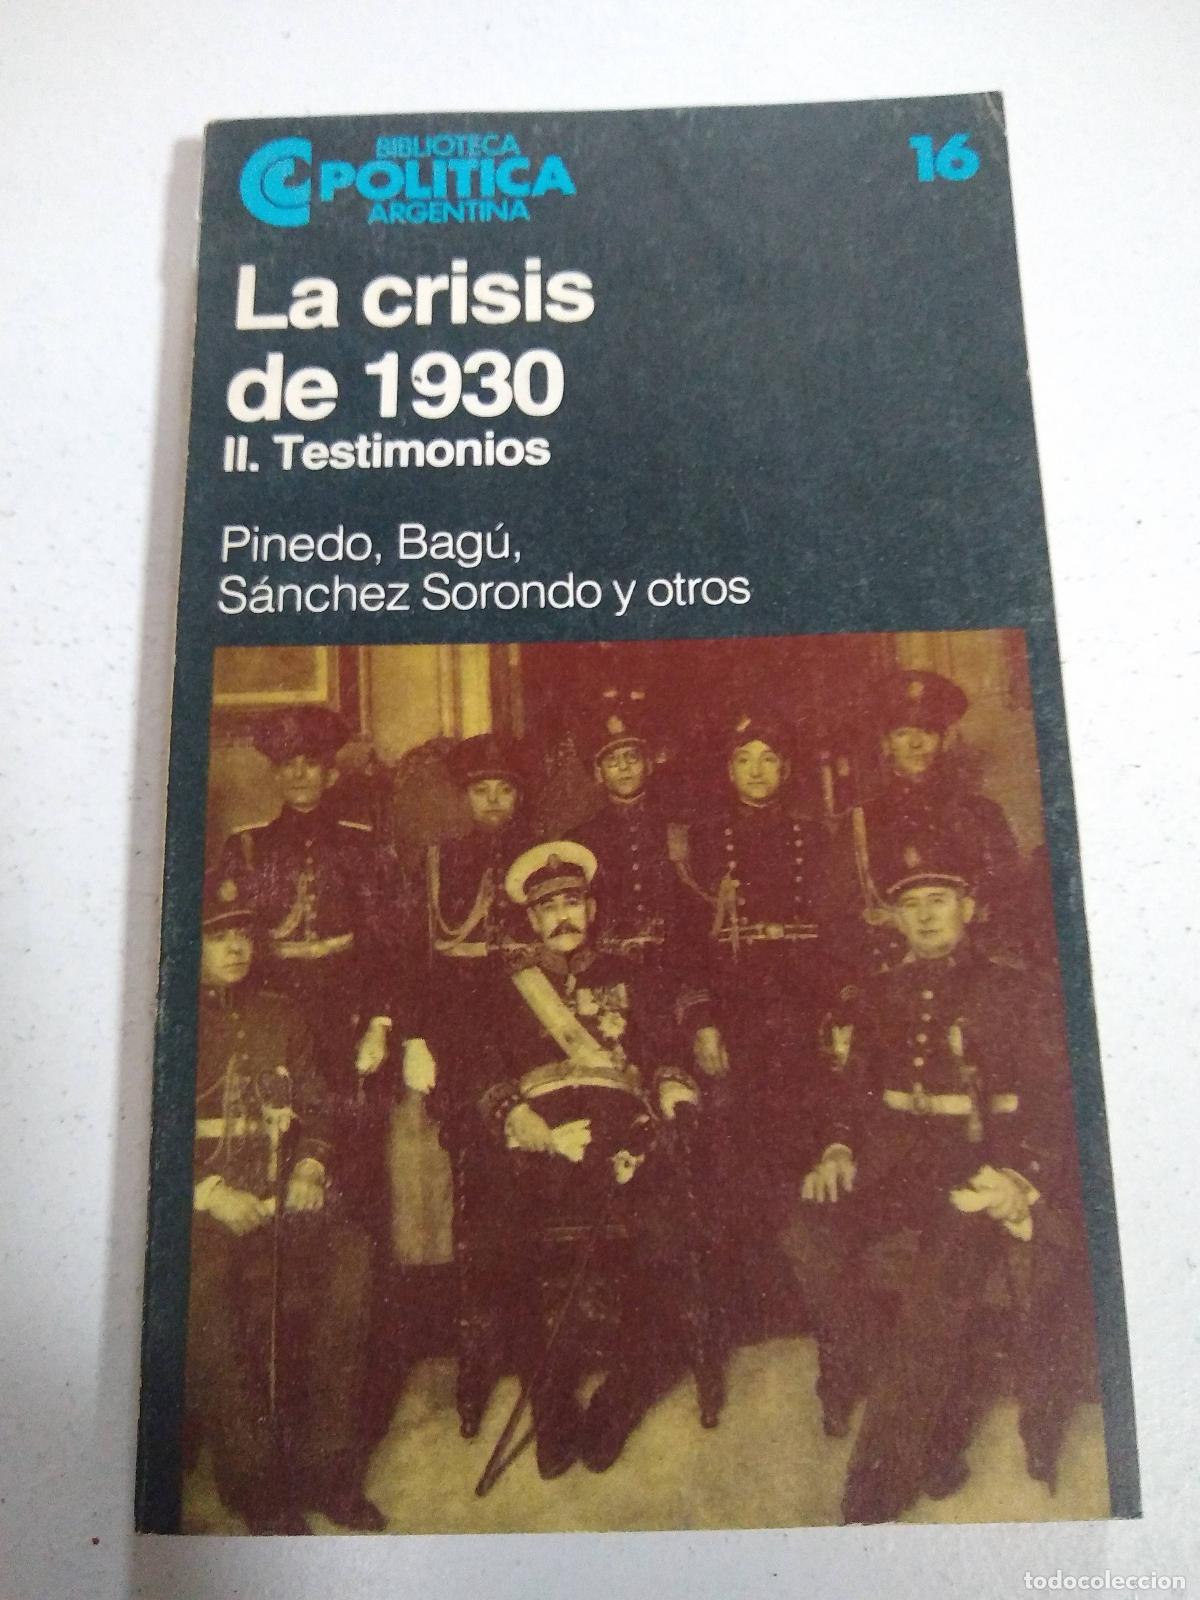 BIBLIOTECA
POLITICA
ARGENTINA
16
La crisis
de 1930
II. Testimonios
Pinedo, Bagú,
Sánchez Sorondo y otros
todocoleccion